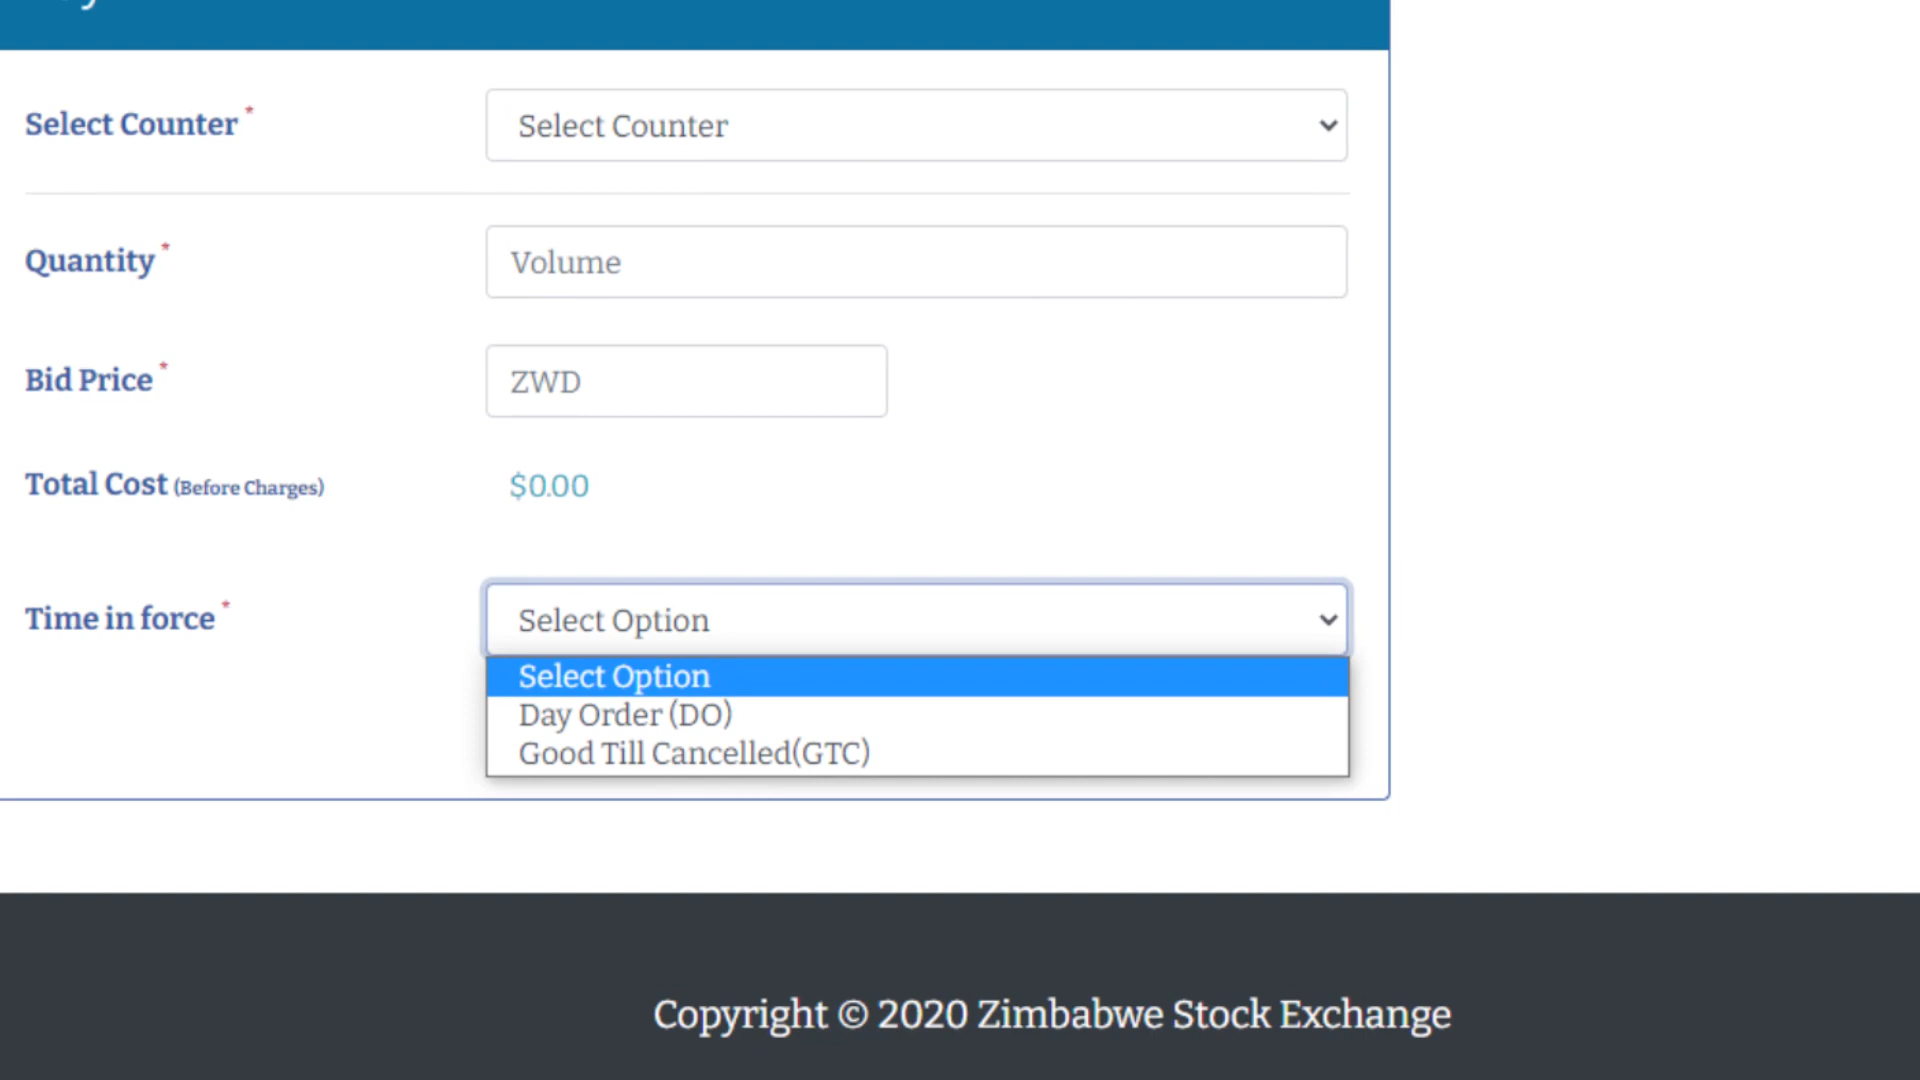 Select Counter *
Select Counter
Quantity *
Volume
Bid Price *
ZWD
Total Cost (Before Charges)
$0.00
Time in force *
Select Option
Select Option
Day Order (DO)
Good Till Cancelled(GTC)
Copyright © 2020 Zimbabwe Stock Exchange